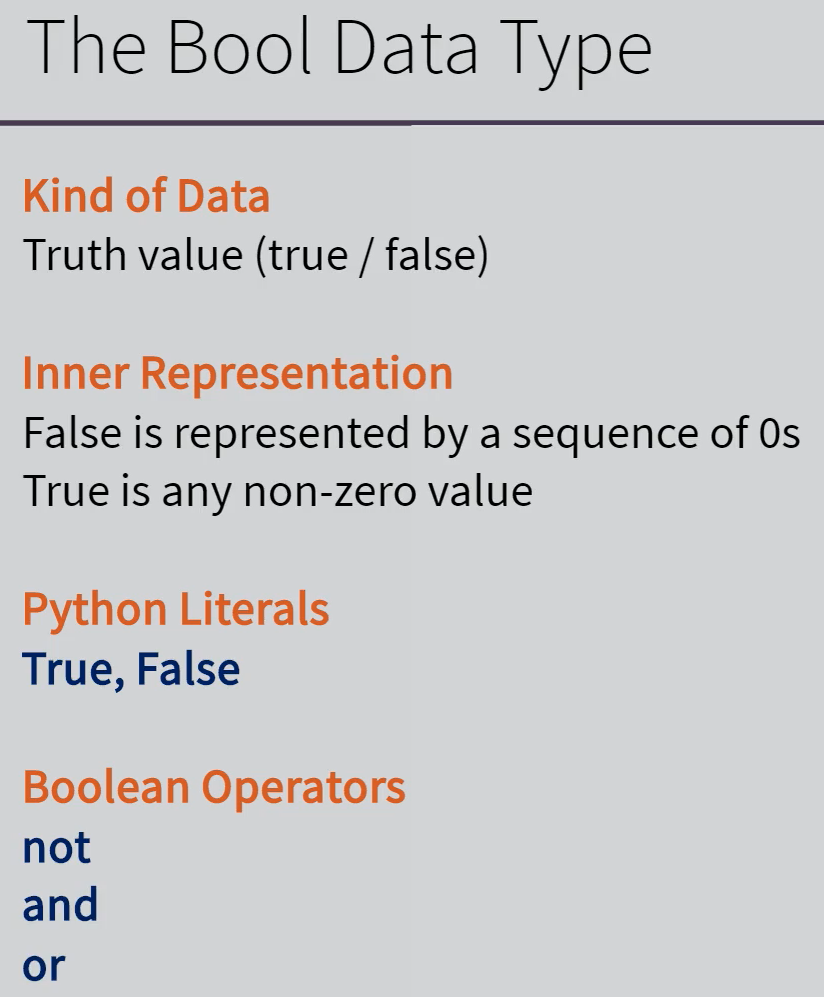 The Bool Data Type
Kind of Data
Truth value (true / false)
Inner Representation
False is represented by a sequence of 0s
True is any non-zero value
Python Literals
True, False
Boolean Operators
not
and
or